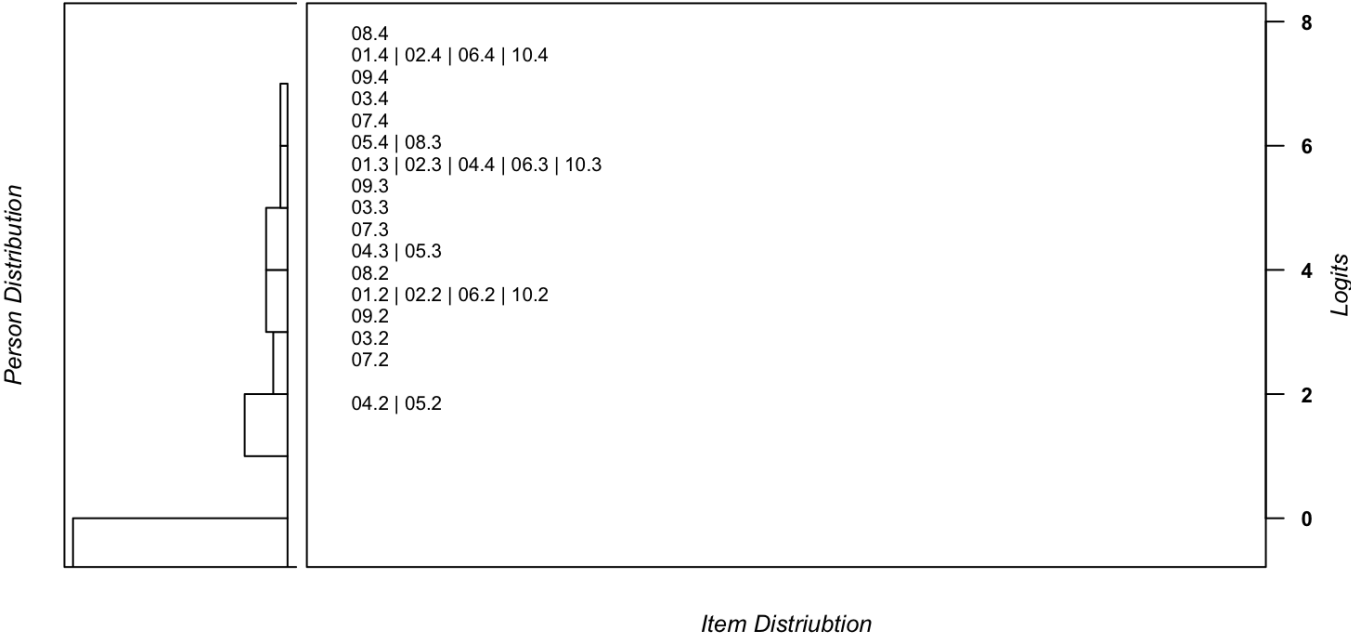 Person Distribution
08.4
01.4 | 02.4 | 06.4 | 10.4
09.4
03.4
07.4
05.4 | 08.3
01.3 | 02.3 | 04.4 | 06.3 | 10.3
09.3
03.3
07.3
04.3 | 05.3
08.2
01.2 | 02.2 | 06.2 | 10.2
09.2
03.2
07.2
04.2 | 05.2
8
6
4
2
0
Logits
Item Distriubtion